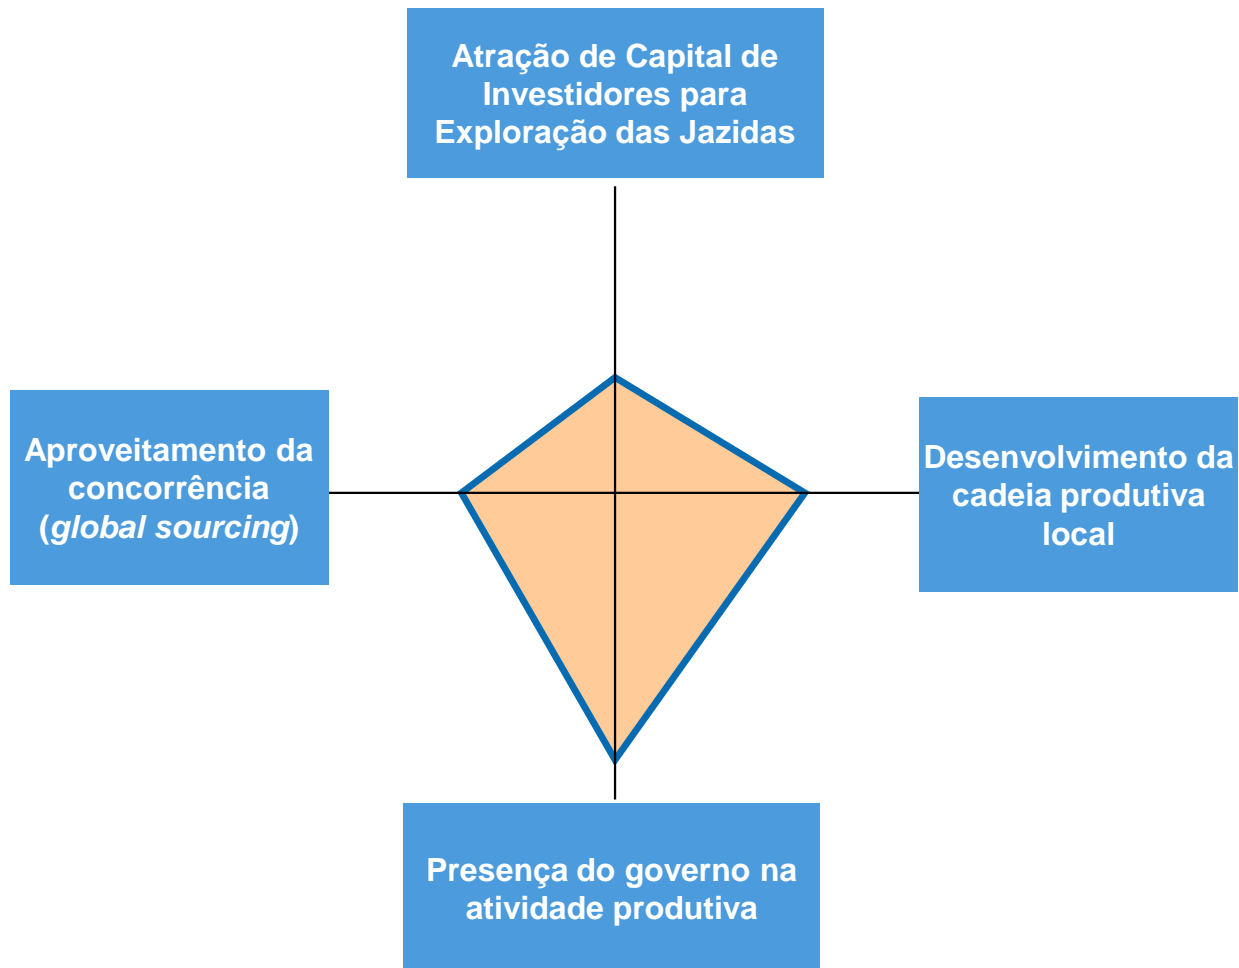 Atração de Capital de
Investidores para
Exploração das Jazidas
Aproveitamento da
concorrência
(global sourcing)
Desenvolvimento da
cadeia produtiva
local
Presença do governo na
atividade produtiva